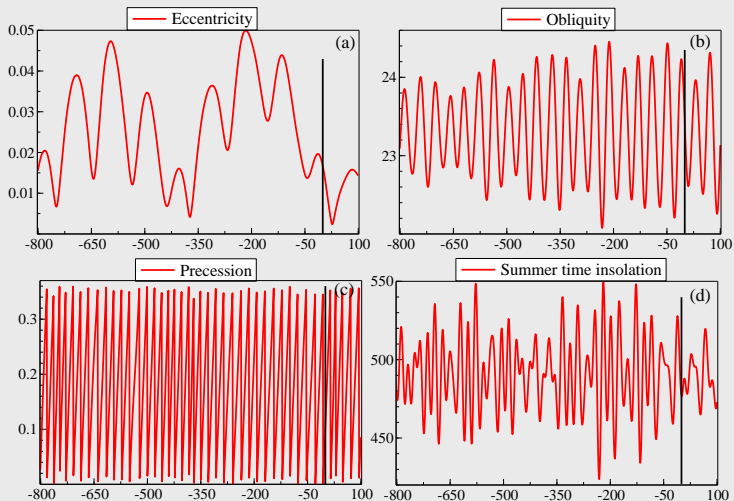 Eccentricity
(a)
0.05
0.04
0.03
0.02
0.01
-800 -650 -500 -350 -200 -50 100
Obliquity
(b)
24
23
-800 -650 -500 -350 -200 -50 100
Precession
(c)
0.3
0.2
0.1
-800 -650 -500 -350 -200 -50 100
Summer time insolation
(d)
550
500
450
-800 -650 -500 -350 -200 -50 100